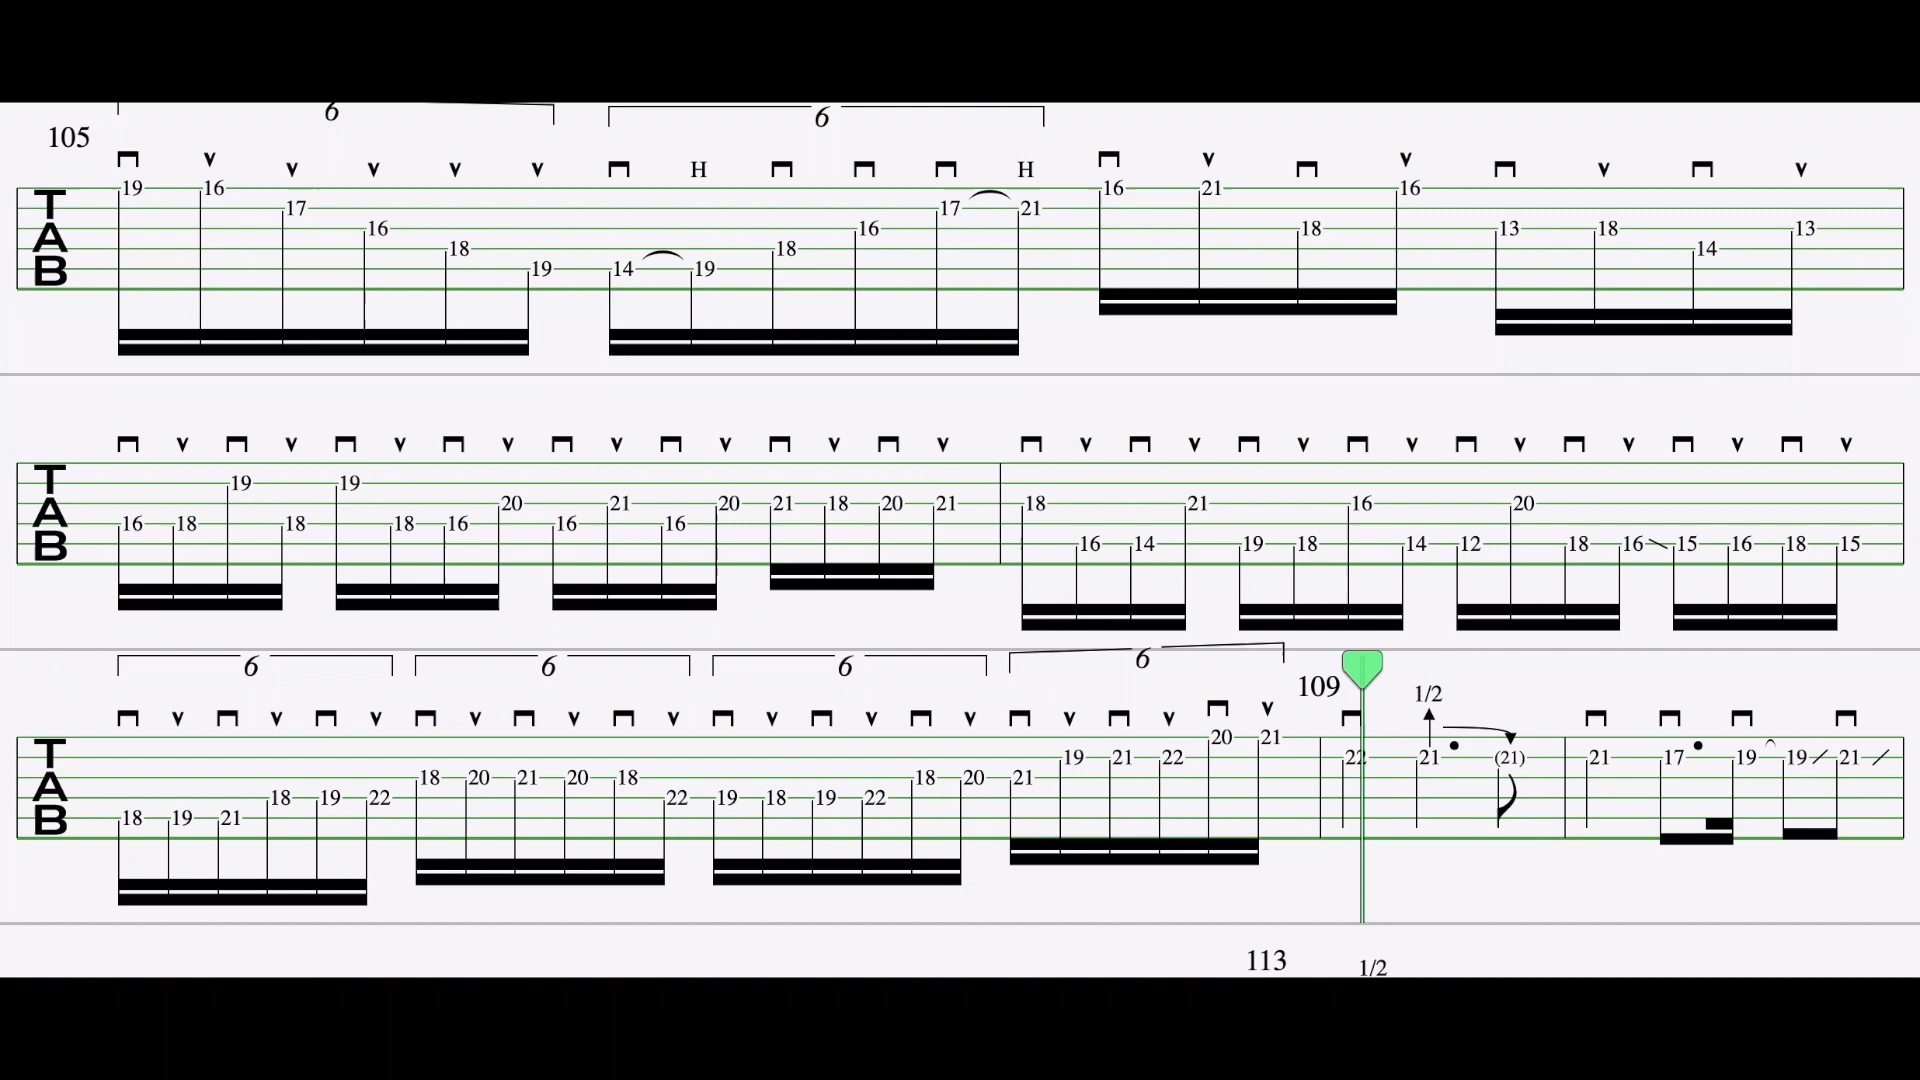 6 6
105
H H
19 16 17 16 18 19 14 19 18 16 17 21 16 21 18 16 13 18 14 13
TAB
16 18 19 18 19 18 16 20 16 21 16 20 21 18 20 21 18 16 14 21 19 18 16 14 12 20 18 16 15 16 18 15
TAB
6 6 6 6
109 1/2
18 19 21 18 19 22 18 20 21 20 18 22 19 18 19 22 18 20 21 19 21 22 20 21 22 21 (21) 21 17 19 19 21
TAB
113 1/2